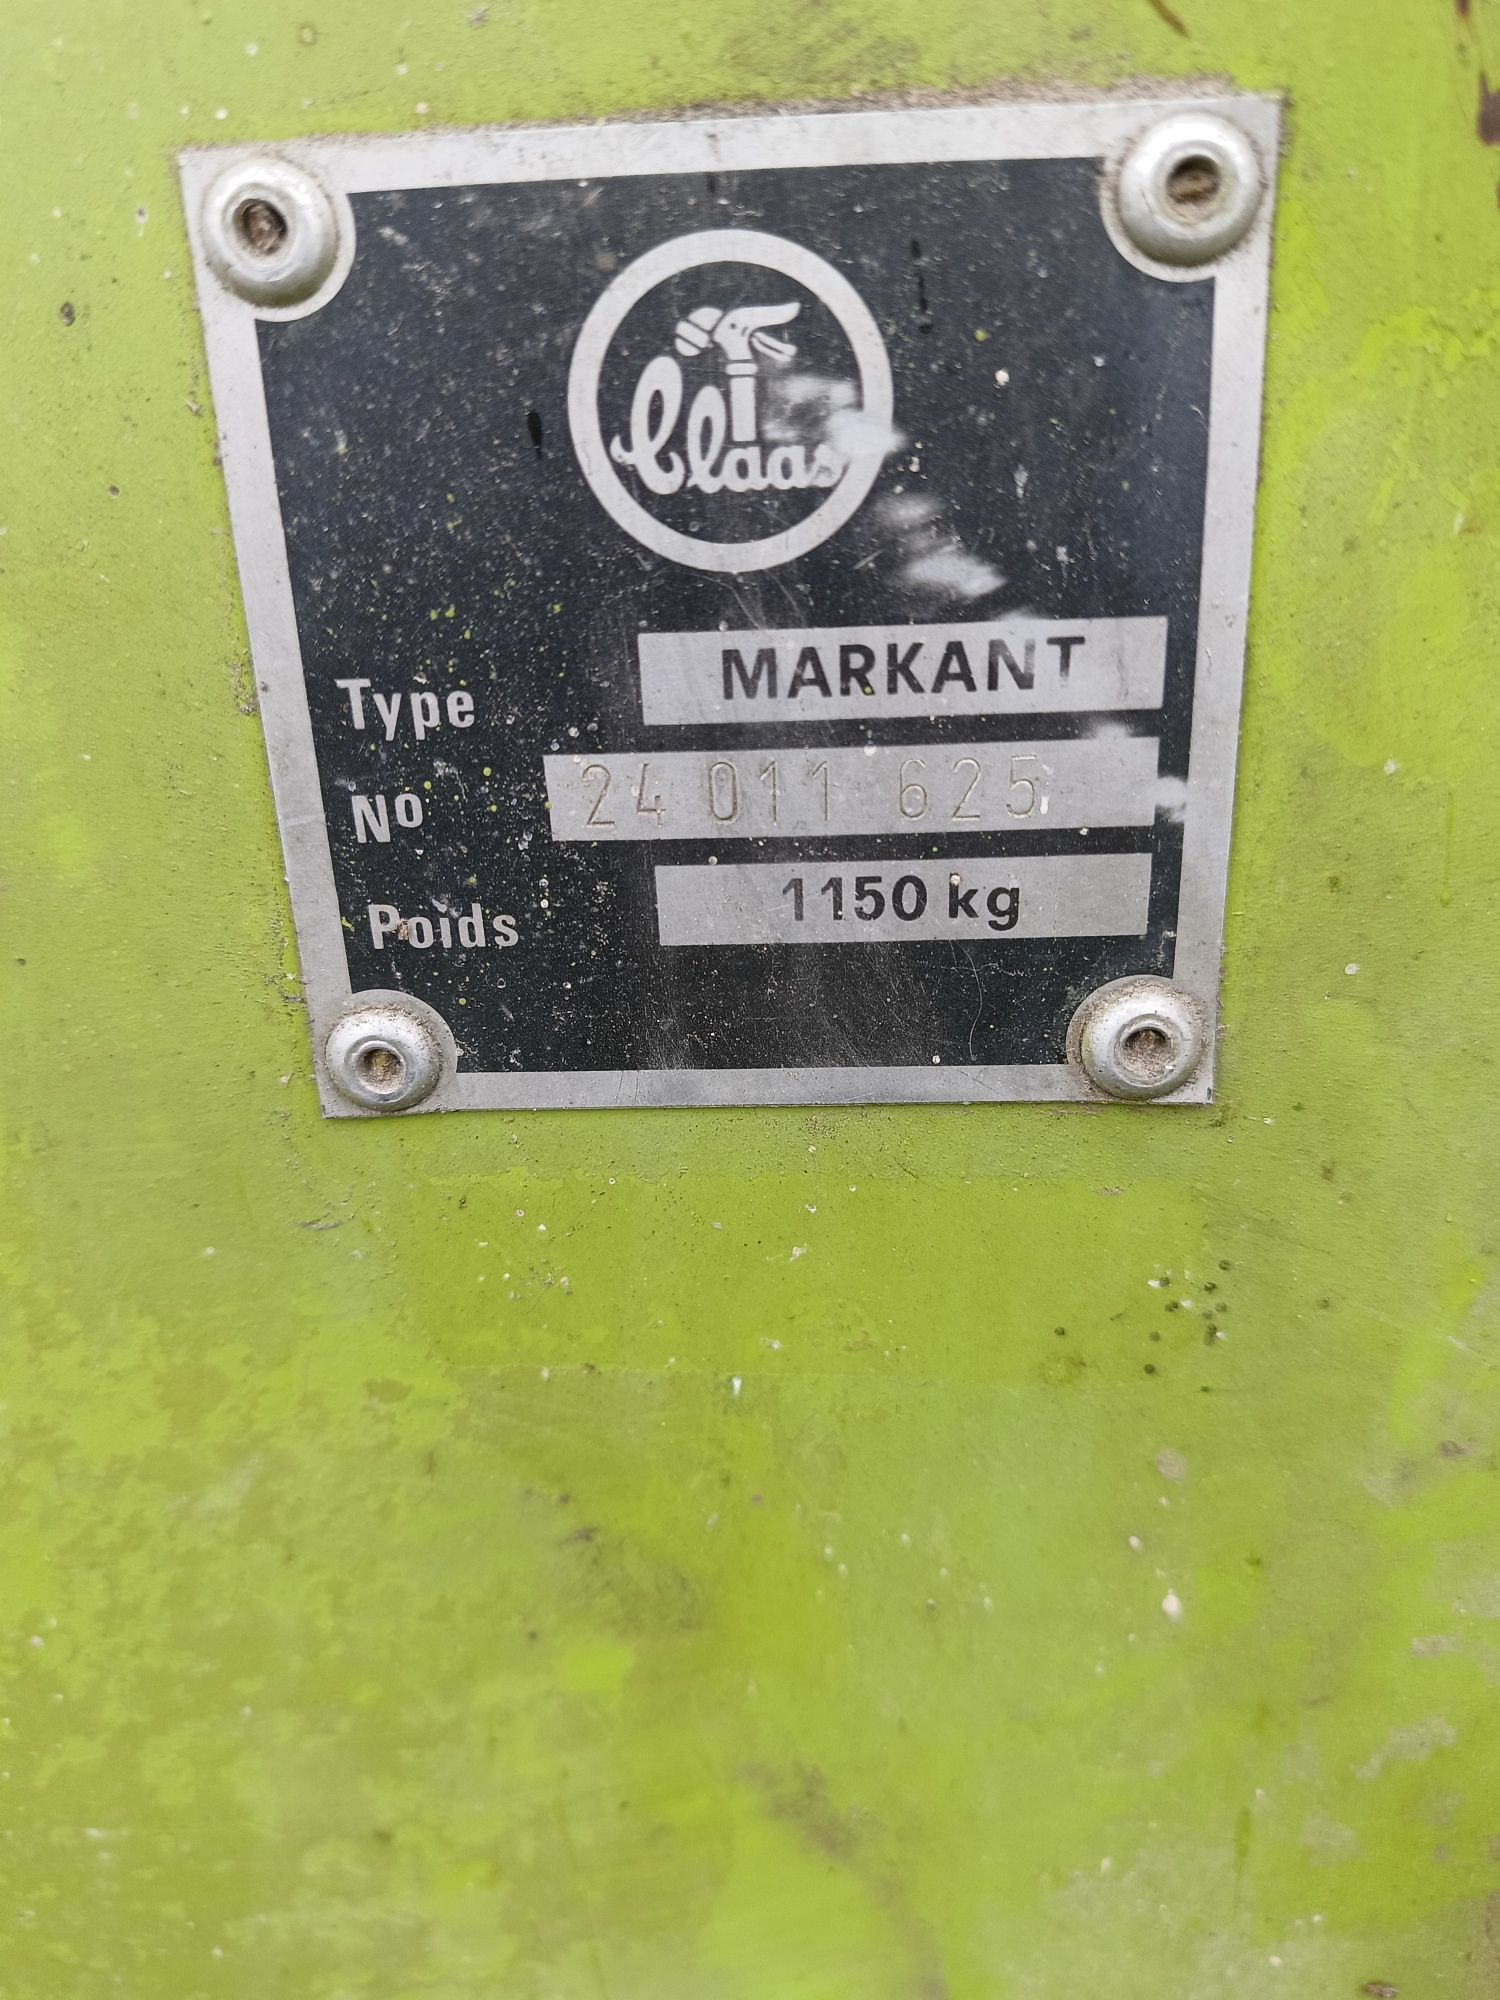 Claas
Type MARKANT
No 24 011 625
Poids 1150 kg